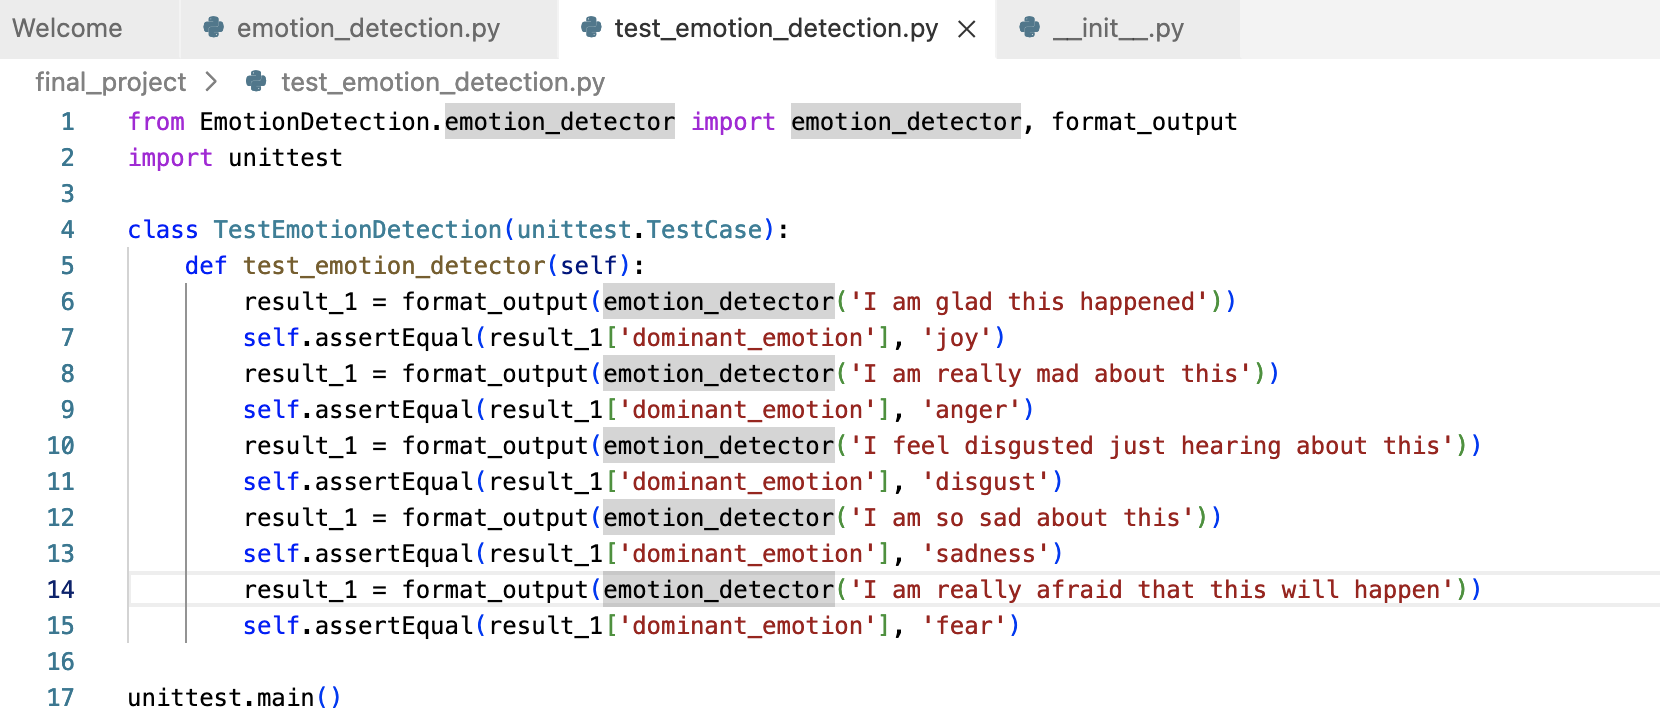 Welcome emotion_detection.py test_emotion_detection.py × __init__.py
final_project > test_emotion_detection.py
1 from EmotionDetection.emotion_detector import emotion_detector, format_output
2 import unittest
3
4 class TestEmotionDetection(unittest.TestCase):
5     def test_emotion_detector(self):
6         result_1 = format_output(emotion_detector('I am glad this happened'))
7         self.assertEqual(result_1['dominant_emotion'], 'joy')
8         result_1 = format_output(emotion_detector('I am really mad about this'))
9         self.assertEqual(result_1['dominant_emotion'], 'anger')
10         result_1 = format_output(emotion_detector('I feel disgusted just hearing about this'))
11         self.assertEqual(result_1['dominant_emotion'], 'disgust')
12         result_1 = format_output(emotion_detector('I am so sad about this'))
13         self.assertEqual(result_1['dominant_emotion'], 'sadness')
14         result_1 = format_output(emotion_detector('I am really afraid that this will happen'))
15         self.assertEqual(result_1['dominant_emotion'], 'fear')
16
17 unittest.main()